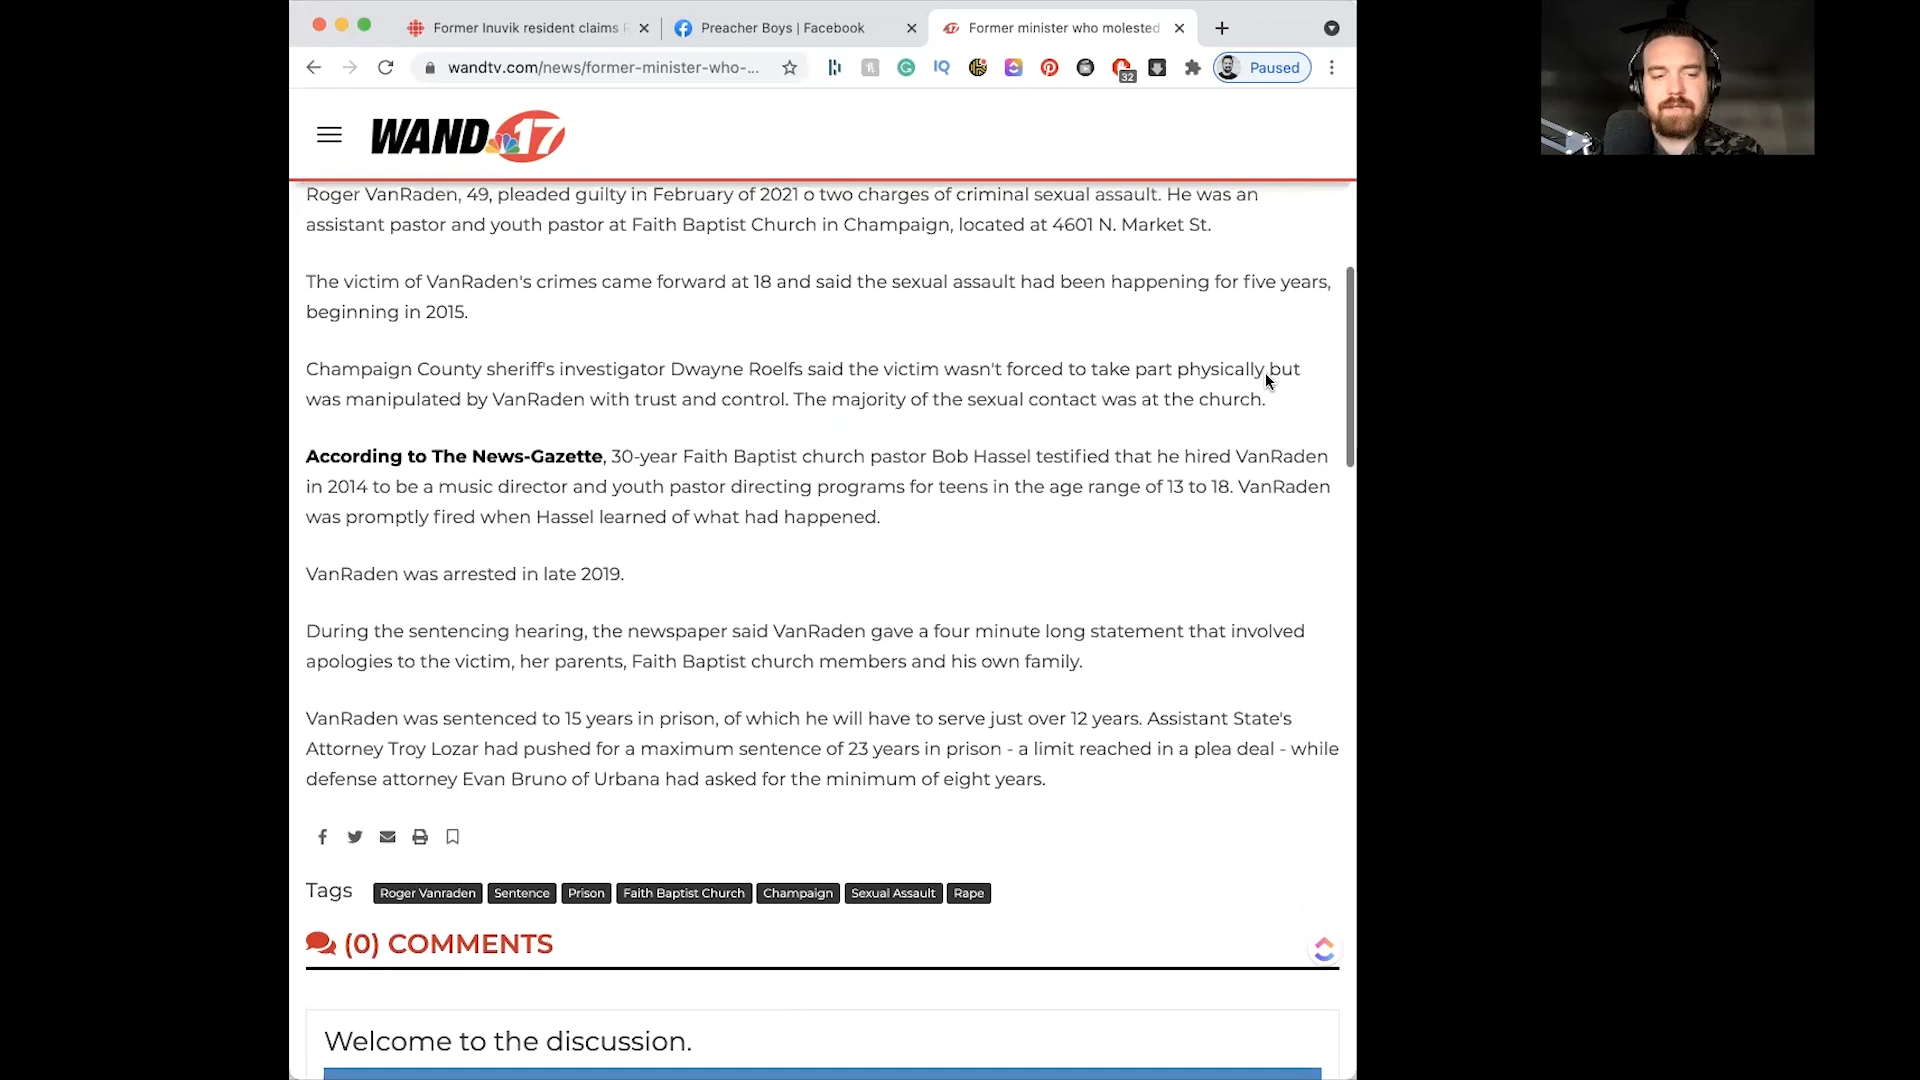 Former Inuvik resident claims
Preacher Boys | Facebook
Former minister who molested
wandtv.com/news/former-minister-who-...
IQ
32
Paused
WAND 17
Roger VanRaden, 49, pleaded guilty in February of 2021 o two charges of criminal sexual assault. He was an
assistant pastor and youth pastor at Faith Baptist Church in Champaign, located at 4601 N. Market St.
The victim of VanRaden's crimes came forward at 18 and said the sexual assault had been happening for five years,
beginning in 2015.
Champaign County sheriff's investigator Dwayne Roelfs said the victim wasn't forced to take part physically but
was manipulated by VanRaden with trust and control. The majority of the sexual contact was at the church.
According to The News-Gazette, 30-year Faith Baptist church pastor Bob Hassel testified that he hired VanRaden
in 2014 to be a music director and youth pastor directing programs for teens in the age range of 13 to 18. VanRaden
was promptly fired when Hassel learned of what had happened.
VanRaden was arrested in late 2019.
During the sentencing hearing, the newspaper said VanRaden gave a four minute long statement that involved
apologies to the victim, her parents, Faith Baptist church members and his own family.
VanRaden was sentenced to 15 years in prison, of which he will have to serve just over 12 years. Assistant State's
Attorney Troy Lozar had pushed for a maximum sentence of 23 years in prison - a limit reached in a plea deal - while
defense attorney Evan Bruno of Urbana had asked for the minimum of eight years.
Tags Roger Vanraden Sentence Prison Faith Baptist Church Champaign Sexual Assault Rape
(0) COMMENTS
Welcome to the discussion.